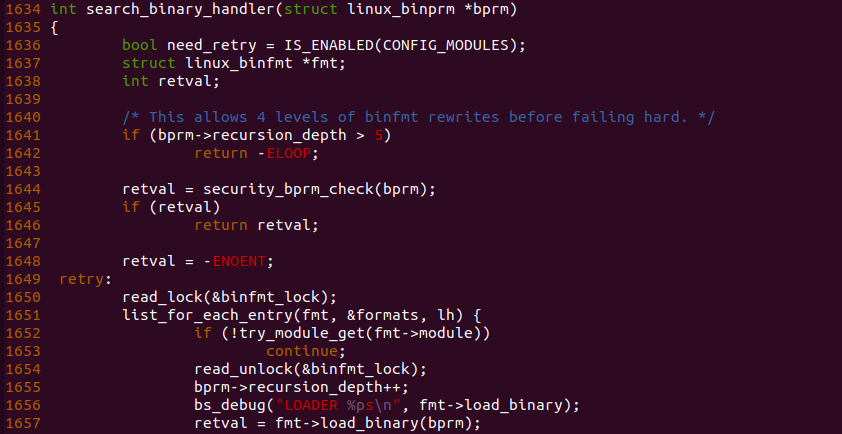 1634 int search_binary_handler(struct linux_binprm *bprm)
1635 {
1636         bool need_retry = IS_ENABLED(CONFIG_MODULES);
1637         struct linux_binfmt *fmt;
1638         int retval;
1639
1640         /* This allows 4 levels of binfmt rewrites before failing hard. */
1641         if (bprm->recursion_depth > 5)
1642                 return -ELOOP;
1643
1644         retval = security_bprm_check(bprm);
1645         if (retval)
1646                 return retval;
1647
1648         retval = -ENOENT;
1649  retry:
1650         read_lock(&binfmt_lock);
1651         list_for_each_entry(fmt, &formats, lh) {
1652                 if (!try_module_get(fmt->module))
1653                         continue;
1654                 read_unlock(&binfmt_lock);
1655                 bprm->recursion_depth++;
1656                 bs_debug("LOADER %ps\n", fmt->load_binary);
1657                 retval = fmt->load_binary(bprm);